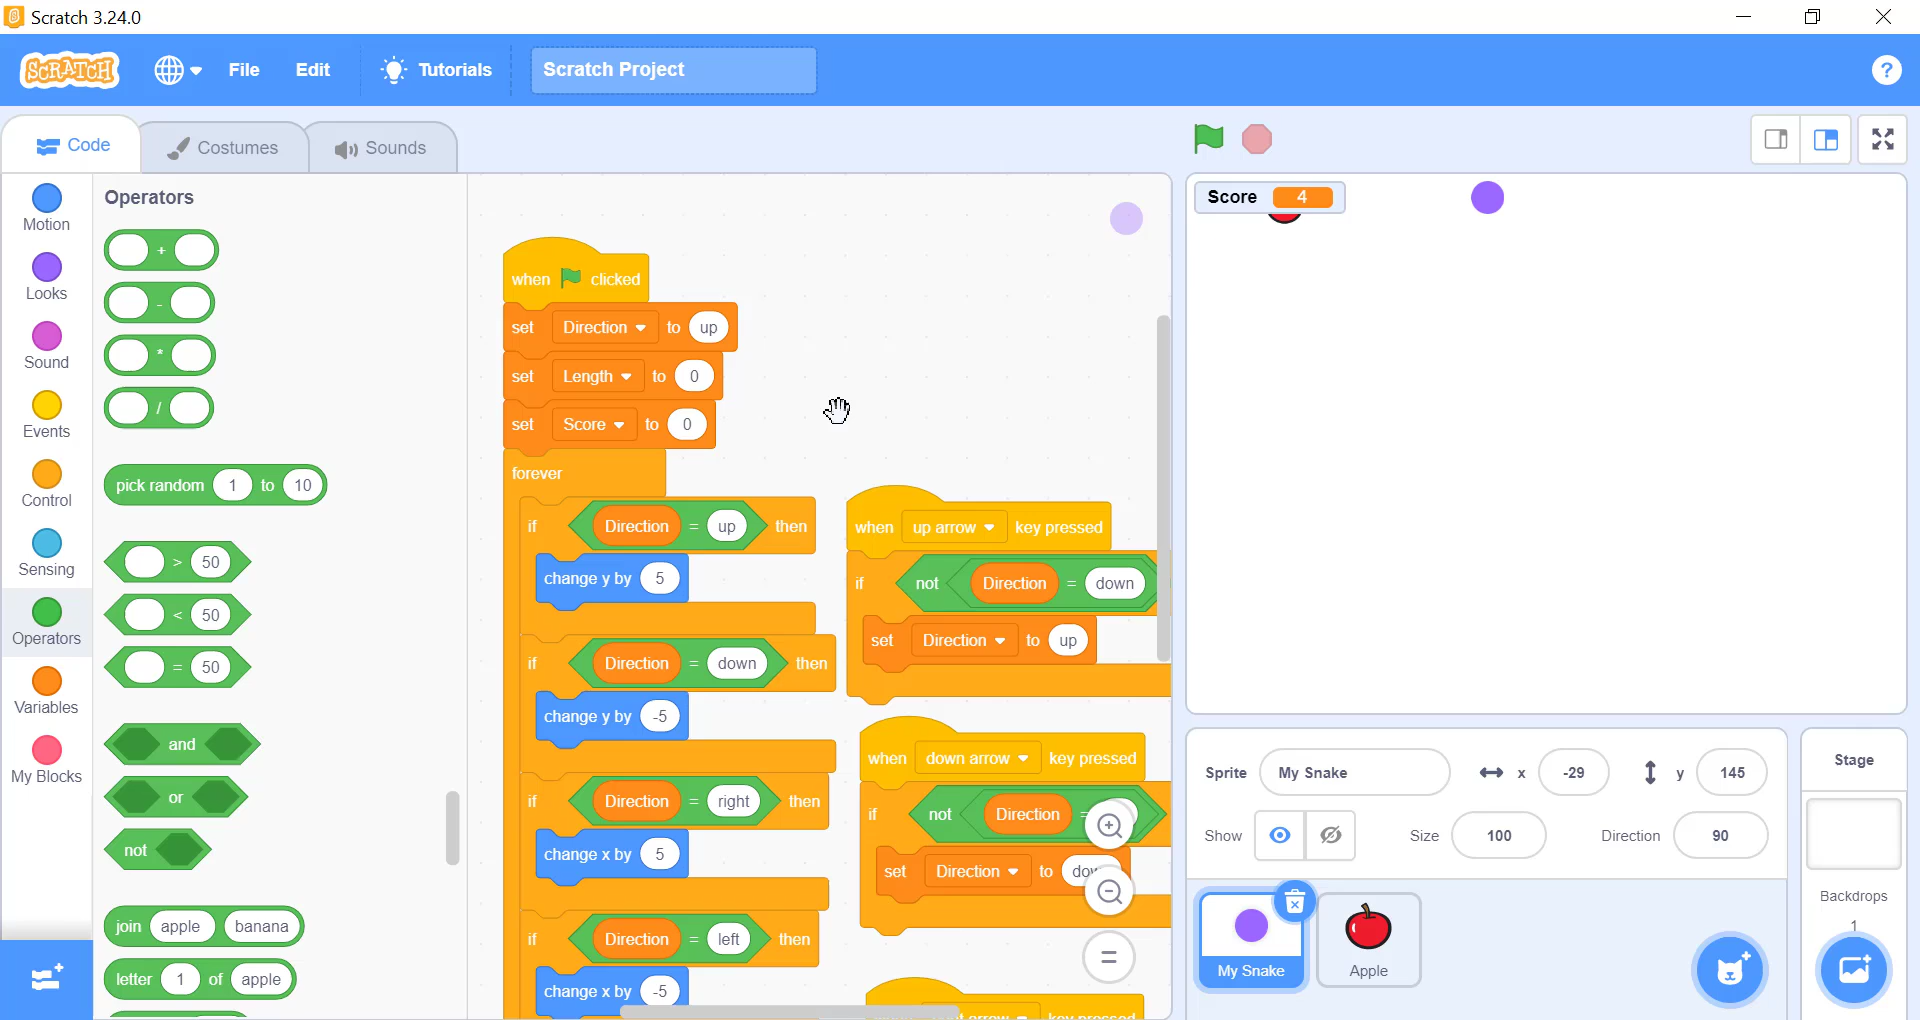 Scratch 3.24.0
SCRATCH File Edit Tutorials Scratch Project ?
Code Costumes Sounds
Motion
Looks
Sound
Events
Control
Sensing
Operators
Variables
My Blocks
Operators
+
-
*
/
pick random 1 to 10
> 50
< 50
= 50
and
or
not
join apple banana
letter 1 of apple
when clicked
set Direction to up
set Length to 0
set Score to 0
forever
if Direction = up then
change y by 5
if Direction = down then
change y by -5
if Direction = right then
change x by 5
if Direction = left then
change x by -5
when up arrow key pressed
if not Direction = down
set Direction to up
when down arrow key pressed
if not Direction =
set Direction to
key pressed
Score 4
Sprite My Snake x -29 y 145
Show Size 100 Direction 90
My Snake
Apple
Stage
Backdrops
1